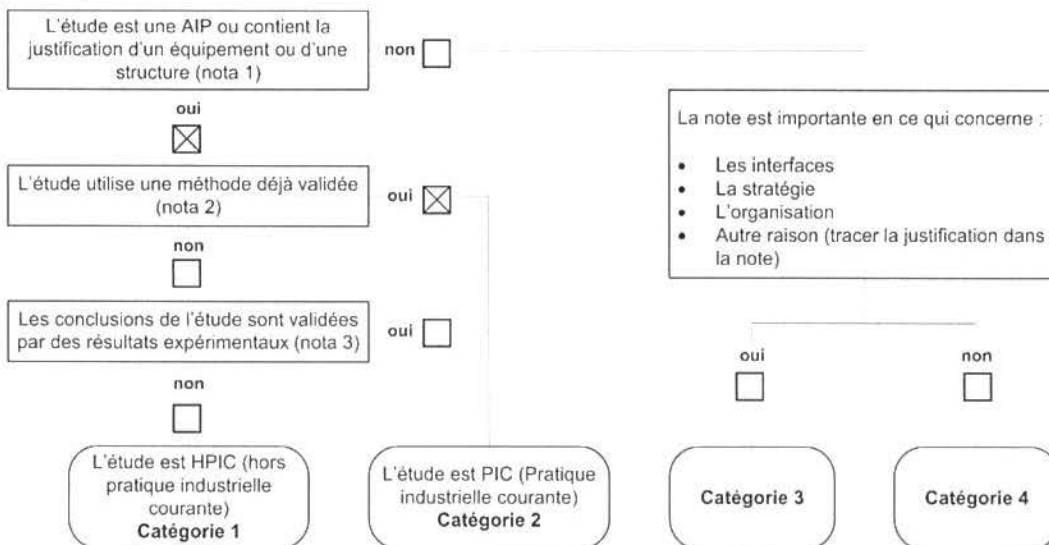 L'étude est une AIP ou contient la
justification d'un équipement ou d'une
structure (nota 1)
non
oui
L'étude utilise une méthode déjà validée
(nota 2)
oui
non
Les conclusions de l'étude sont validées
par des résultats expérimentaux (nota 3)
oui
non
L'étude est HPIC (hors
pratique industrielle
courante)
Catégorie 1
L'étude est PIC (Pratique
industrielle courante)
Catégorie 2
La note est importante en ce qui concerne :
• Les interfaces
• La stratégie
• L'organisation
• Autre raison (tracer la justification dans
la note)
oui
non
Catégorie 3
Catégorie 4